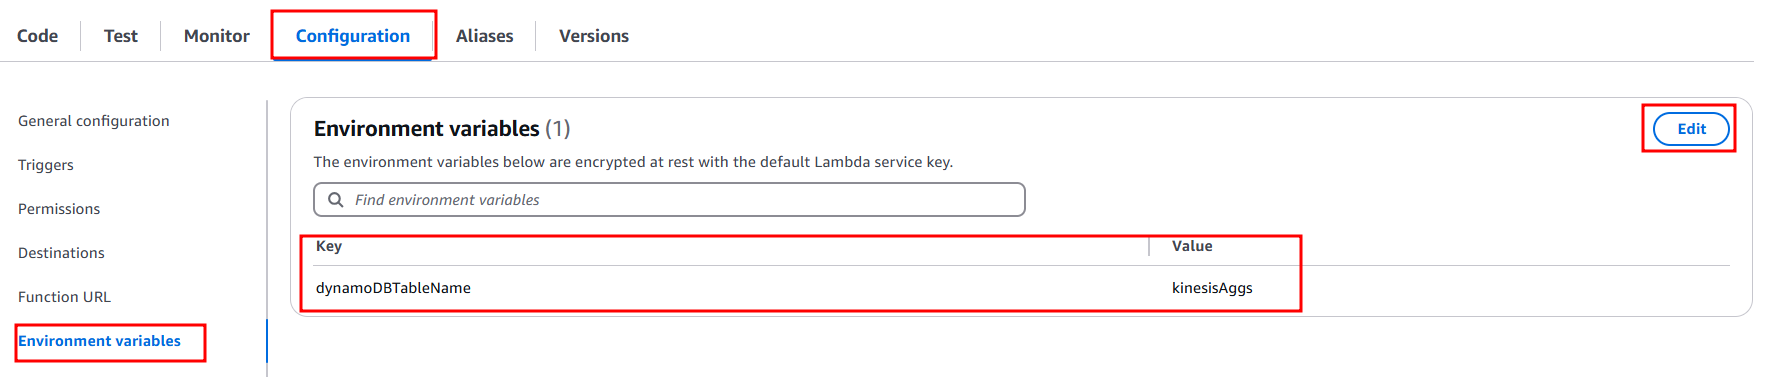 Code Test Monitor Configuration Aliases Versions
General configuration
Triggers
Permissions
Destinations
Function URL
Environment variables
Environment variables (1)
Edit
The environment variables below are encrypted at rest with the default Lambda service key.
Find environment variables
Key Value
dynamoDBTableName kinesisAggs